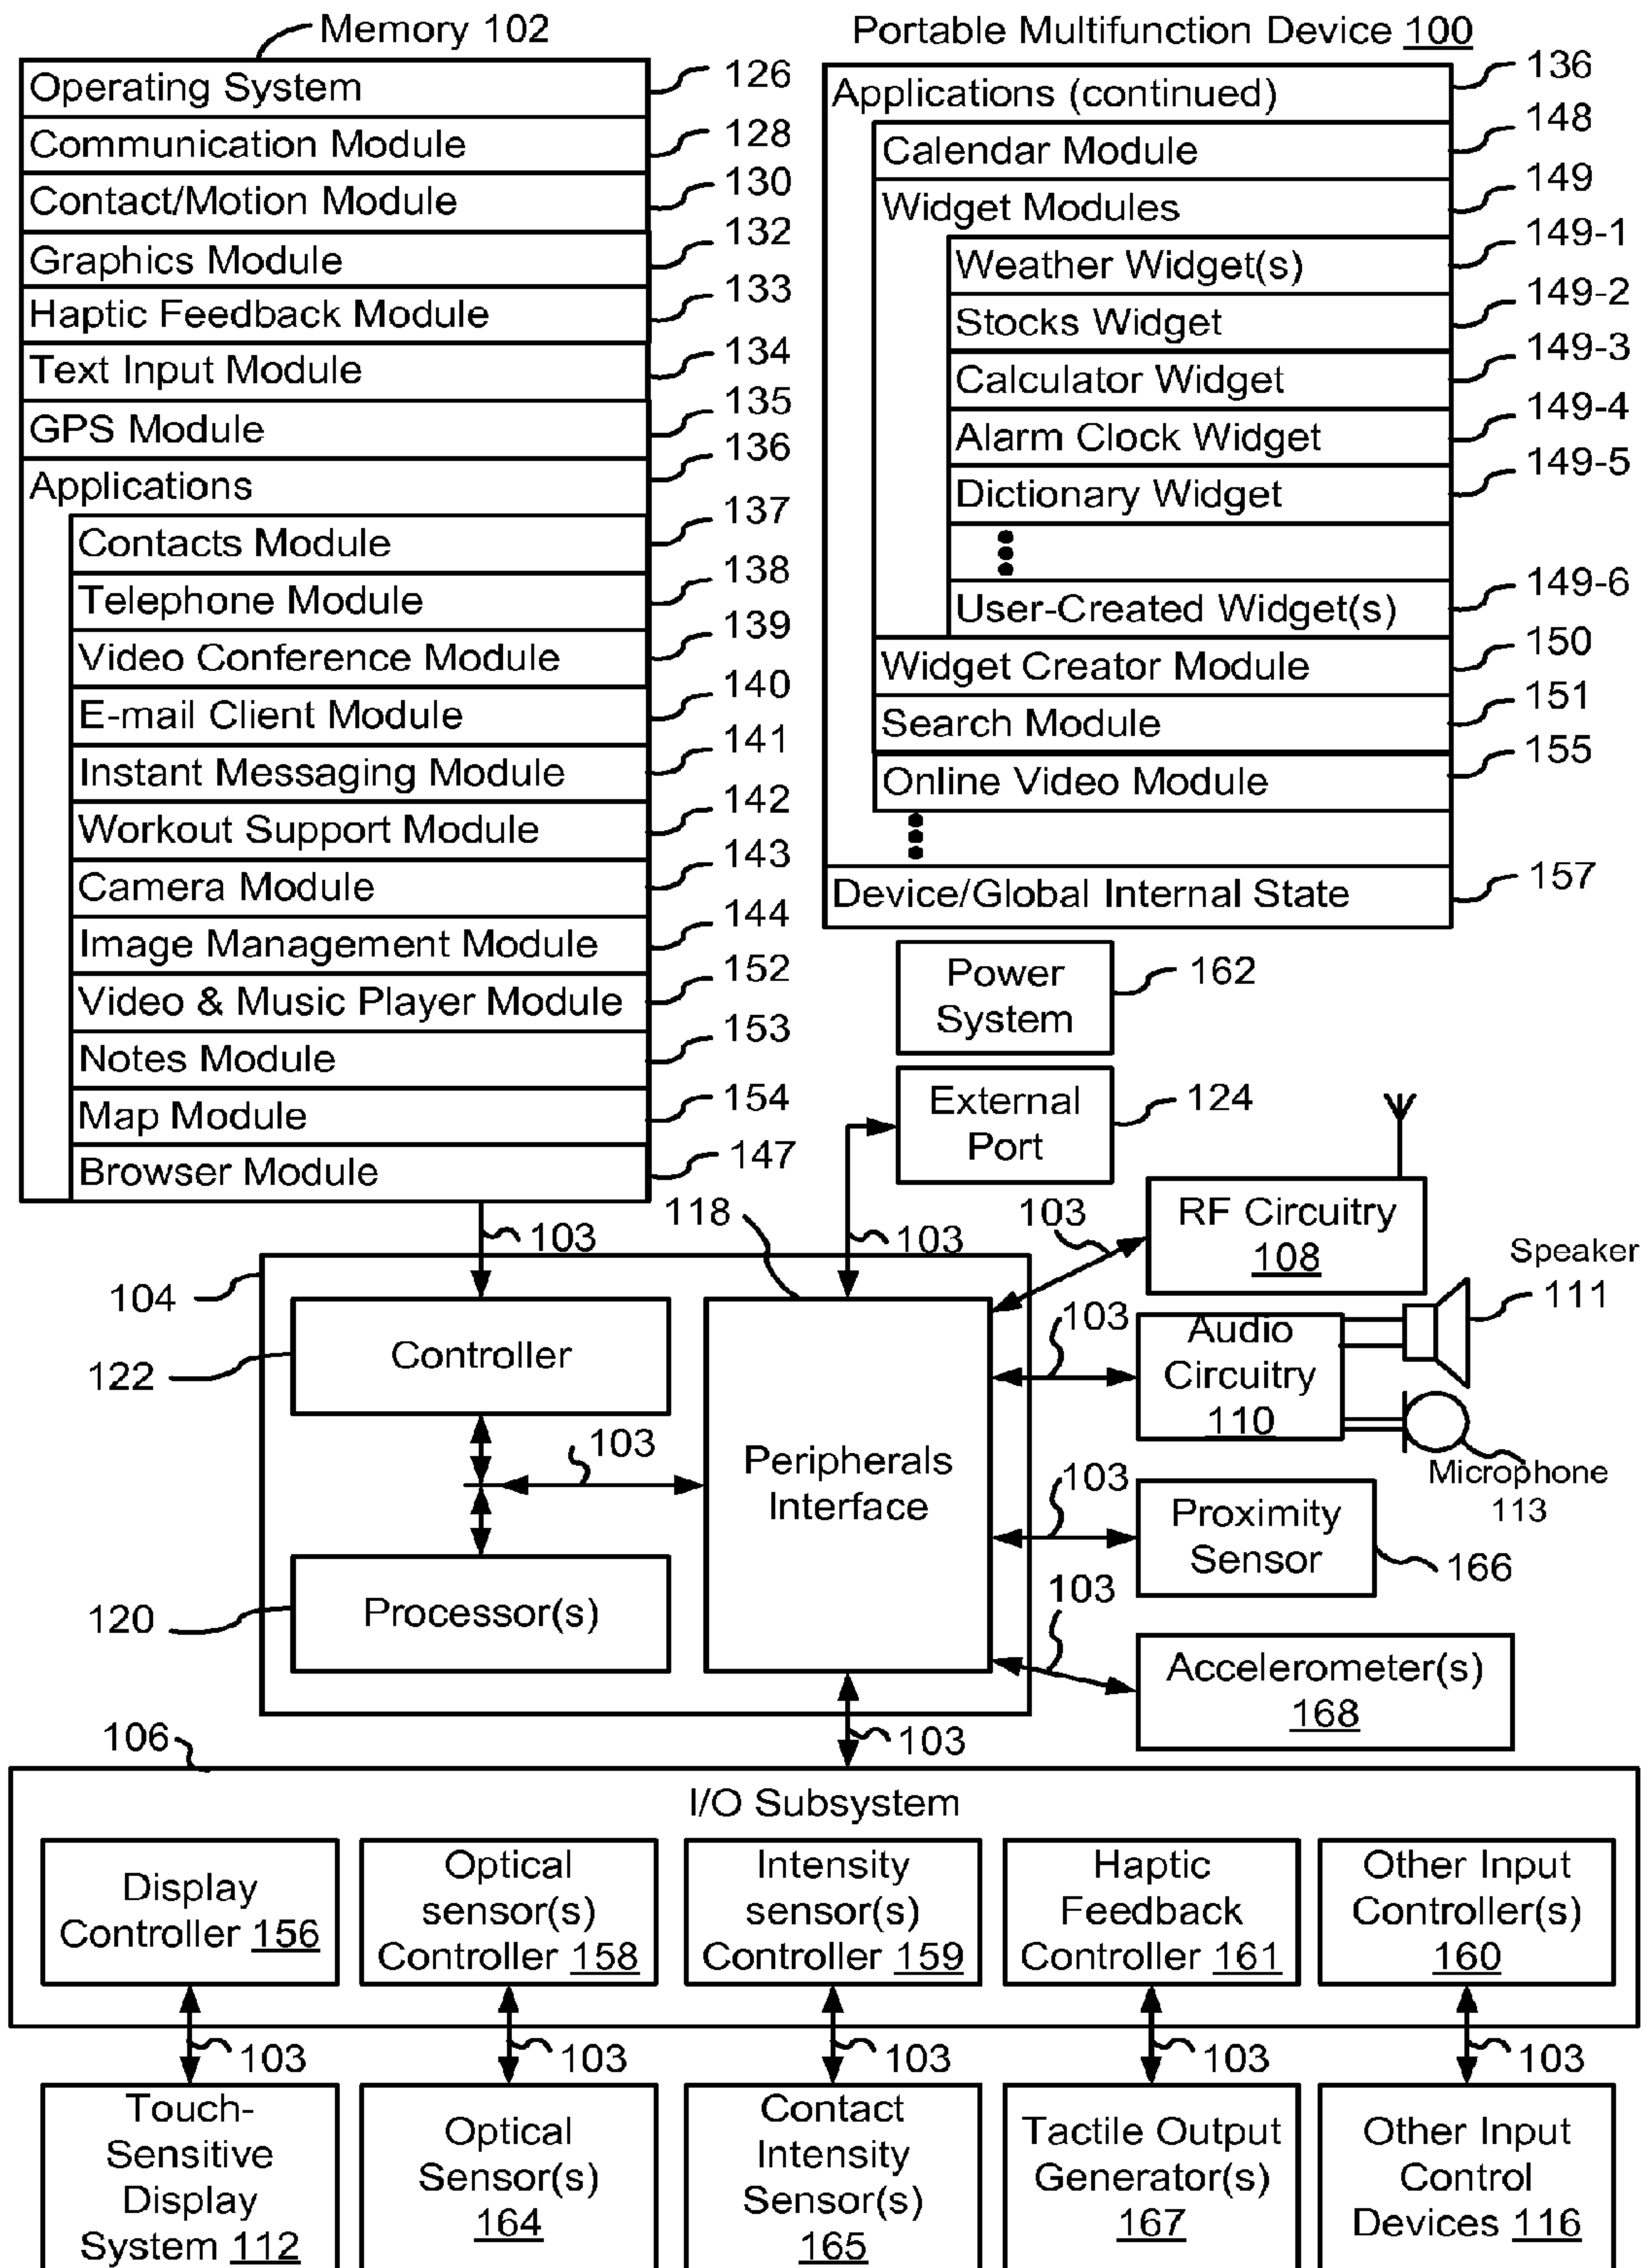 Memory 102
Operating System
126
Communication Module
128
Contact/Motion Module
130
Graphics Module
132
Haptic Feedback Module
133
Text Input Module
134
GPS Module
135
Applications
136
Contacts Module
137
Telephone Module
138
Video Conference Module
139
E-mail Client Module
140
Instant Messaging Module
141
Workout Support Module
142
Camera Module
143
Image Management Module
144
Video & Music Player Module
152
Notes Module
153
Map Module
154
Browser Module
147
Portable Multifunction Device 100
Applications (continued)
136
Calendar Module
148
Widget Modules
149
Weather Widget(s)
149-1
Stocks Widget
149-2
Calculator Widget
149-3
Alarm Clock Widget
149-4
Dictionary Widget
149-5
User-Created Widget(s)
149-6
Widget Creator Module
150
Search Module
151
Online Video Module
155
Device/Global Internal State
157
Power
System
162
External
Port
124
103
118
103
103
RF Circuitry
108
Speaker
111
104
Controller
122
103
Audio
Circuitry
110
Microphone
113
103
Peripherals
Interface
103
Proximity
Sensor
166
Processor(s)
120
103
Accelerometer(s)
168
106
103
I/O Subsystem
Display
Controller 156
Optical
sensor(s)
Controller 158
Intensity
sensor(s)
Controller 159
Haptic
Feedback
Controller 161
Other Input
Controller(s)
160
103
103
103
103
103
Touch-
Sensitive
Display
System 112
Optical
Sensor(s)
164
Contact
Intensity
Sensor(s)
165
Tactile Output
Generator(s)
167
Other Input
Control
Devices 116